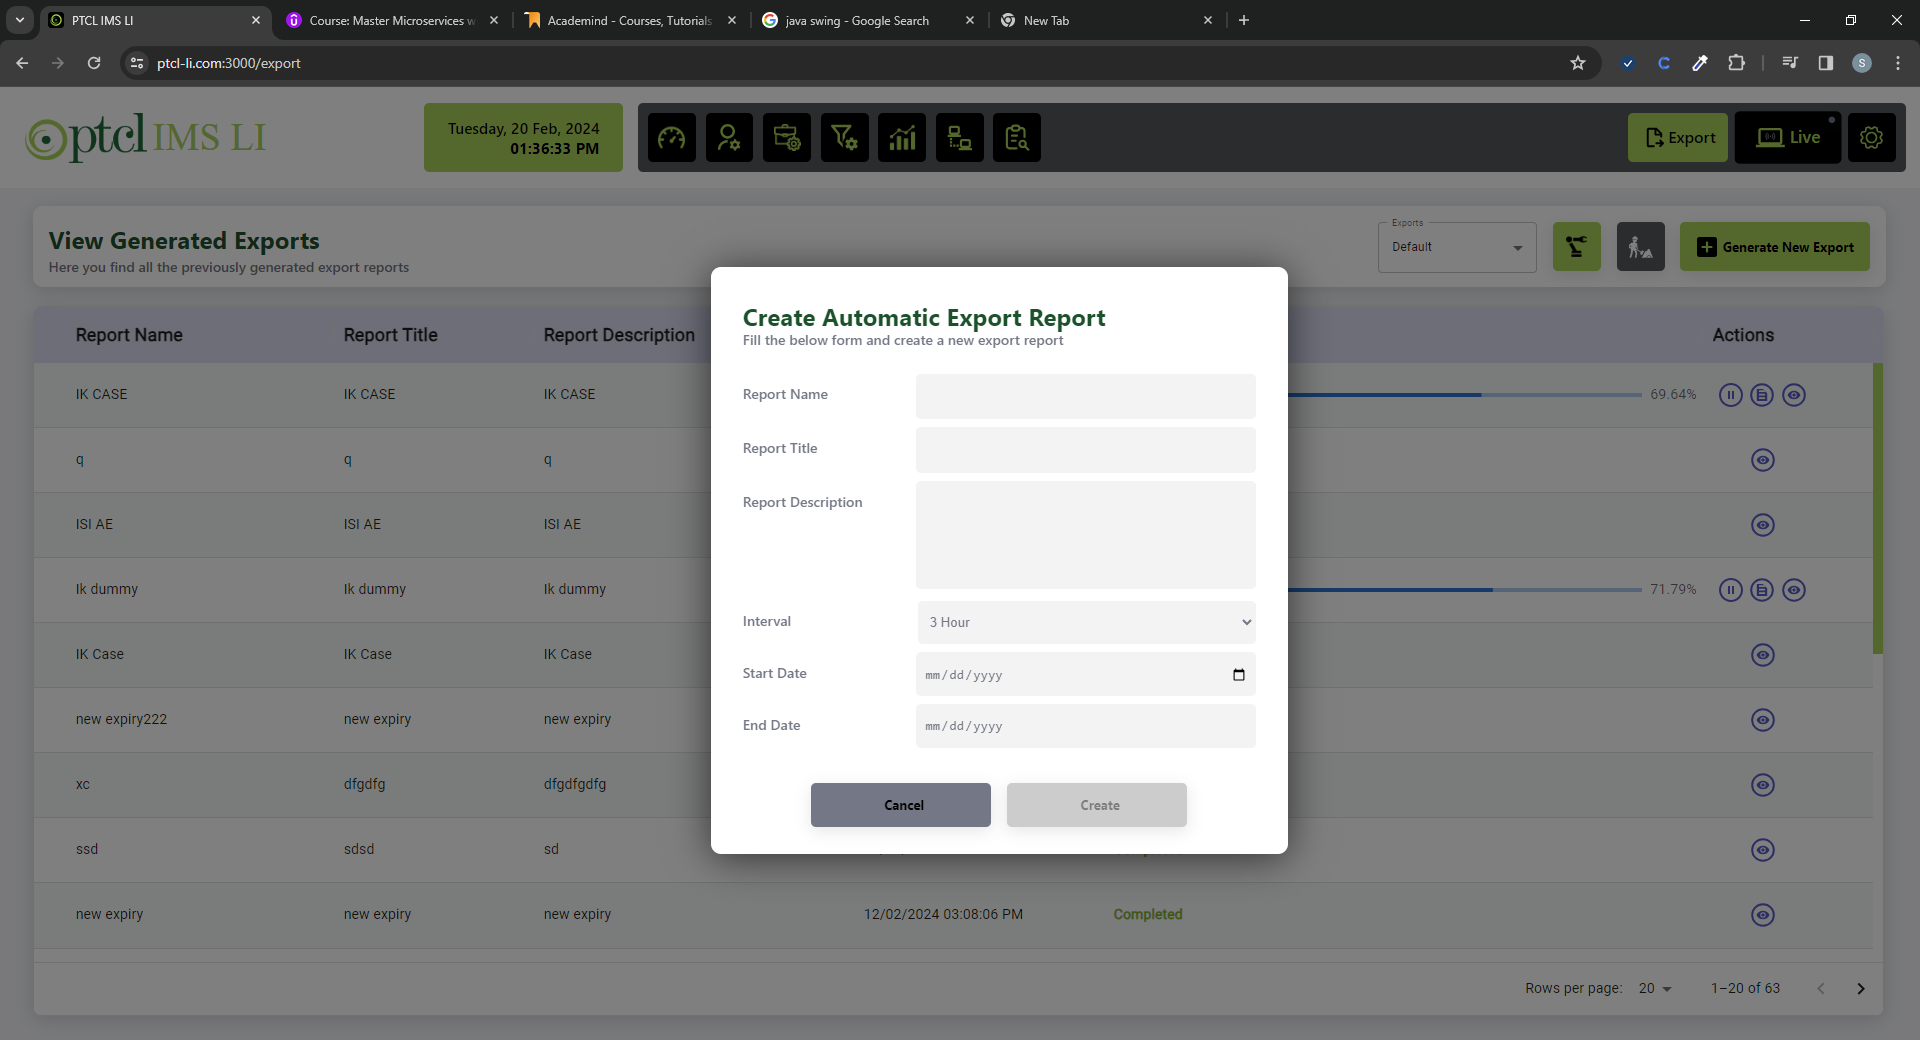 PTCL IMS LI
Course: Master Microservices w
Academind - Courses, Tutorials
java swing - Google Search
New Tab
ptcl-li.com:3000/export
S
ptcl IMS LI
Tuesday, 20 Feb, 2024
01:36:33 PM
Export
Live
View Generated Exports
Here you find all the previously generated export reports
Exports
Default
Generate New Export
Report Name
Report Title
Report Description
Actions
IK CASE
IK CASE
IK CASE
69.64%
q
q
q
ISI AE
ISI AE
ISI AE
Ik dummy
Ik dummy
Ik dummy
71.79%
IK Case
IK Case
IK Case
new expiry222
new expiry
new expiry
xc
dfgdfg
dfgdfgdfg
ssd
sdsd
sd
new expiry
new expiry
new expiry
12/02/2024 03:08:06 PM
Completed
Rows per page:
20
1–20 of 63
Create Automatic Export Report
Fill the below form and create a new export report
Report Name
Report Title
Report Description
Interval
3 Hour
Start Date
mm/dd/yyyy
End Date
mm/dd/yyyy
Cancel
Create